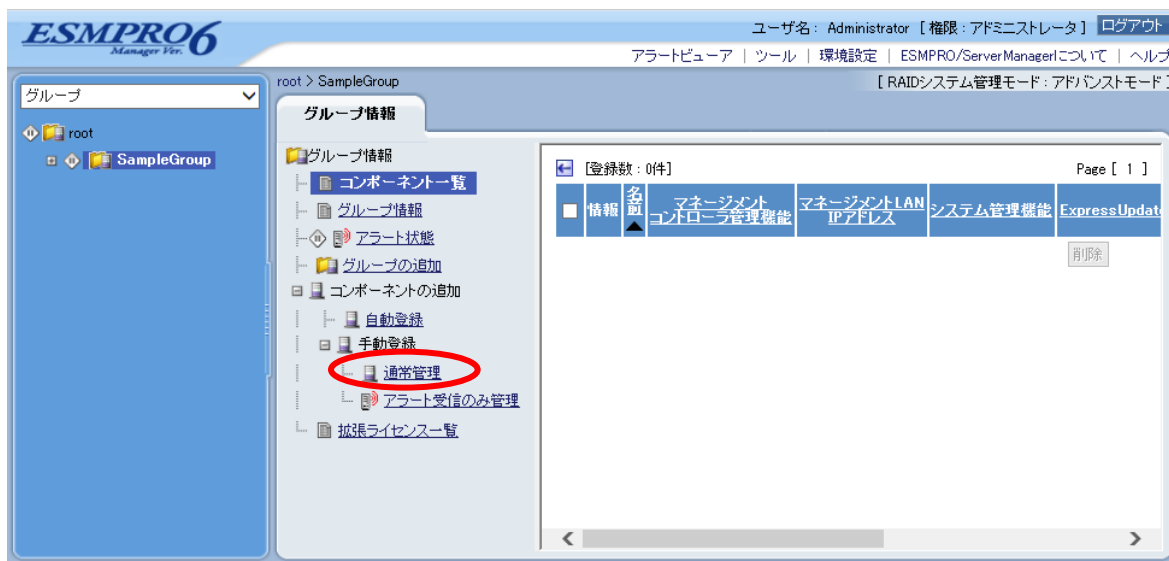 ESMPRO6
Manager Ver.
ユーザ名 : Administrator [ 権限 : アドミニストレータ ] ログアウト
アラートビューア | ツール | 環境設定 | ESMPRO/ServerManagerについて | ヘルプ
グループ
root
SampleGroup
root > SampleGroup
[ RAIDシステム管理モード : アドバンストモード ]
グループ情報
グループ情報
コンポーネント一覧
グループ情報
アラート状態
グループの追加
コンポーネントの追加
自動登録
手動登録
通常管理
アラート受信のみ管理
拡張ライセンス一覧
[登録数 : 0件]
Page [ 1 ]
情報
名前▲
マネージメント
コントローラ管理機能
マネージメントLAN
IPアドレス
システム管理機能
ExpressUpdat
削除